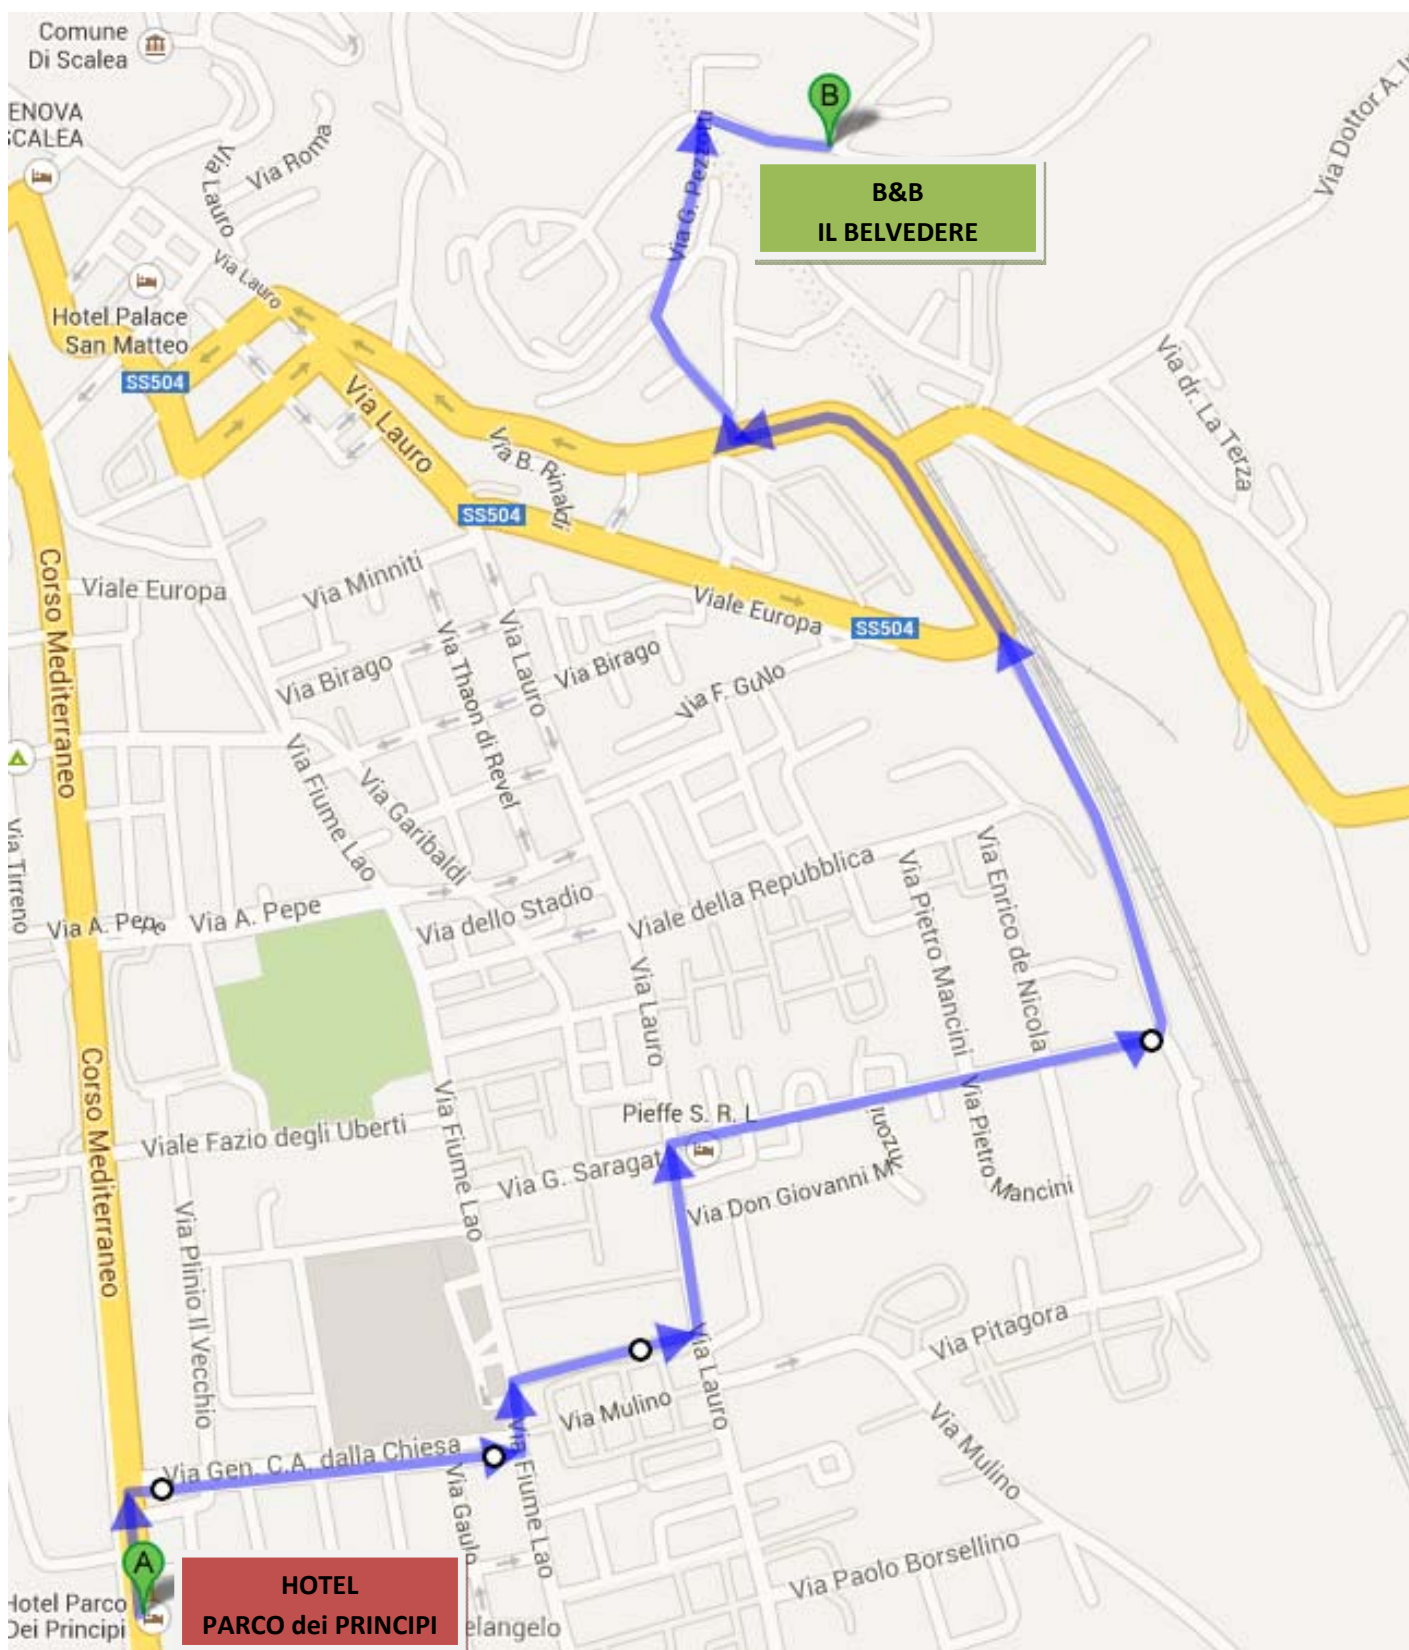 Comune
Di Scalea
ENOVA
SCALEA
Via Lauro
Via Roma
Via Lauro
Hotel Palace
San Matteo
SS504
Via G. Pezzotti
B
B&B
IL BELVEDERE
Via Dottor A. I
Via dr. La Terza
Via Lauro
Via B. Rinaldi
SS504
Corso Mediterraneo
Viale Europa
Via Minniti
Viale Europa
SS504
Via Birago
Via Thaon di Revel
Via Lauro
Via Birago
Via F. Gullo
Via Fiume Lao
Via Garibaldi
Via Tirreno
Via A. Pepe
Via A. Pepe
Via dello Stadio
Viale della Repubblica
Via Pietro Mancini
Via Enrico de Nicola
Via Lauro
Corso Mediterraneo
Viale Fazio degli Uberti
Via Fiume Lao
Pieffe S. R. L
Via G. Saragat
Via Don Giovanni M
nzoni
Via Pietro Mancini
Via Plinio Il Vecchio
Via Pitagora
Via Lauro
Via Mulino
Via Mulino
Via Gen. C.A. dalla Chiesa
Via Fiume Lao
Via Gaulo
Via Paolo Borsellino
A
Hotel Parco
Dei Principi
HOTEL
PARCO dei PRINCIPI
elangelo